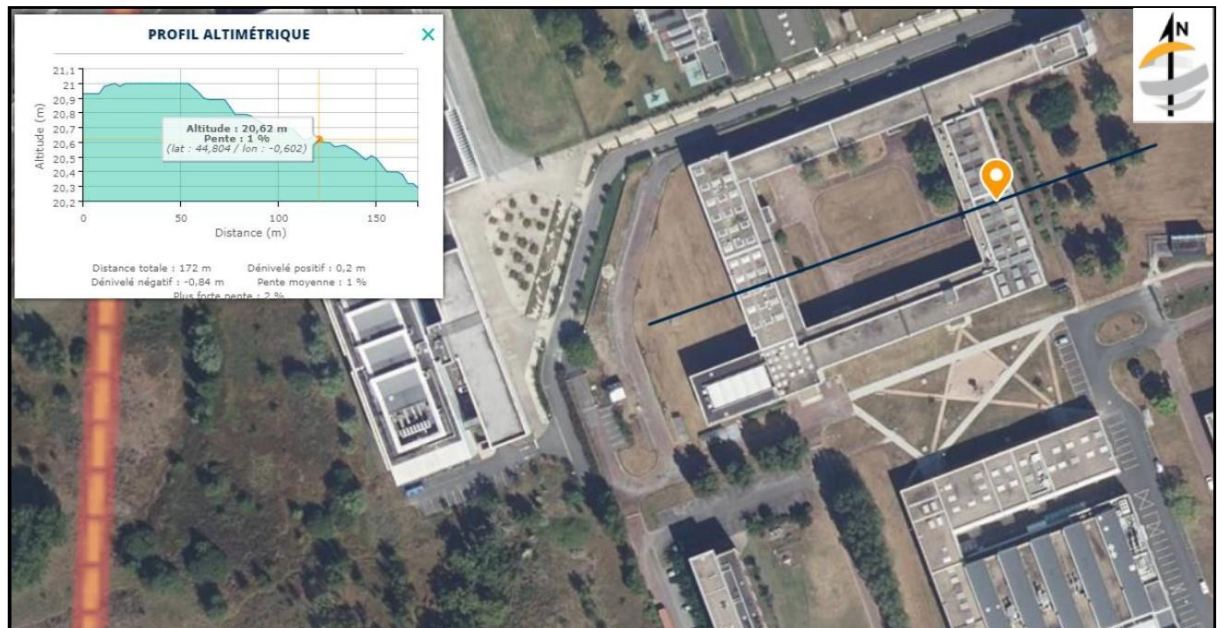 PROFIL ALTIMÉTRIQUE
×
21,1
21
20,9
20,8
20,7
20,6
20,5
20,4
20,3
20,2
Altitude (m)
Altitude : 20,62 m
Pente : 1 %
(lat : 44,804 / lon : -0,602)
0
50
100
150
Distance (m)
Distance totale : 172 m
Dénivelé positif : 0,2 m
Dénivelé négatif : -0,84 m
Pente moyenne : 1 %
Plus forte pente : 2 %
N